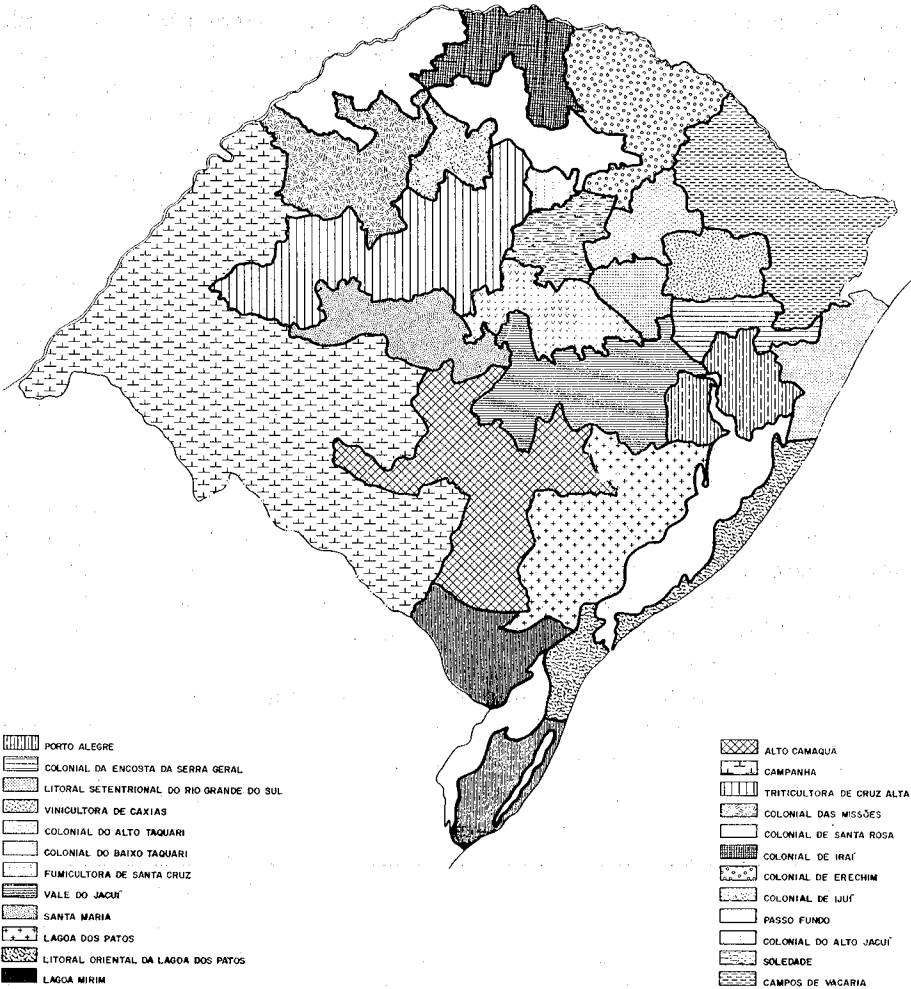 PORTO ALEGRE
COLONIAL DA ENCOSTA DA SERRA GERAL
LITORAL SETENTRIONAL DO RIO GRANDE DO SUL
VINICULTORA DE CAXIAS
COLONIAL DO ALTO TAQUARI
COLONIAL DO BAIXO TAQUARI
FUMICULTORA DE SANTA CRUZ
VALE DO JACUÍ
SANTA MARIA
LAGOA DOS PATOS
LITORAL ORIENTAL DA LAGOA DOS PATOS
LAGOA MIRIM
ALTO CAMAQUÃ
CAMPANHA
TRITICULTORA DE CRUZ ALTA
COLONIAL DAS MISSÕES
COLONIAL DE SANTA ROSA
COLONIAL DE IRAÍ
COLONIAL DE ERECHIM
COLONIAL DE IJUÍ
PASSO FUNDO
COLONIAL DO ALTO JACUÍ
SOLEDADE
CAMPOS DE VACARIA